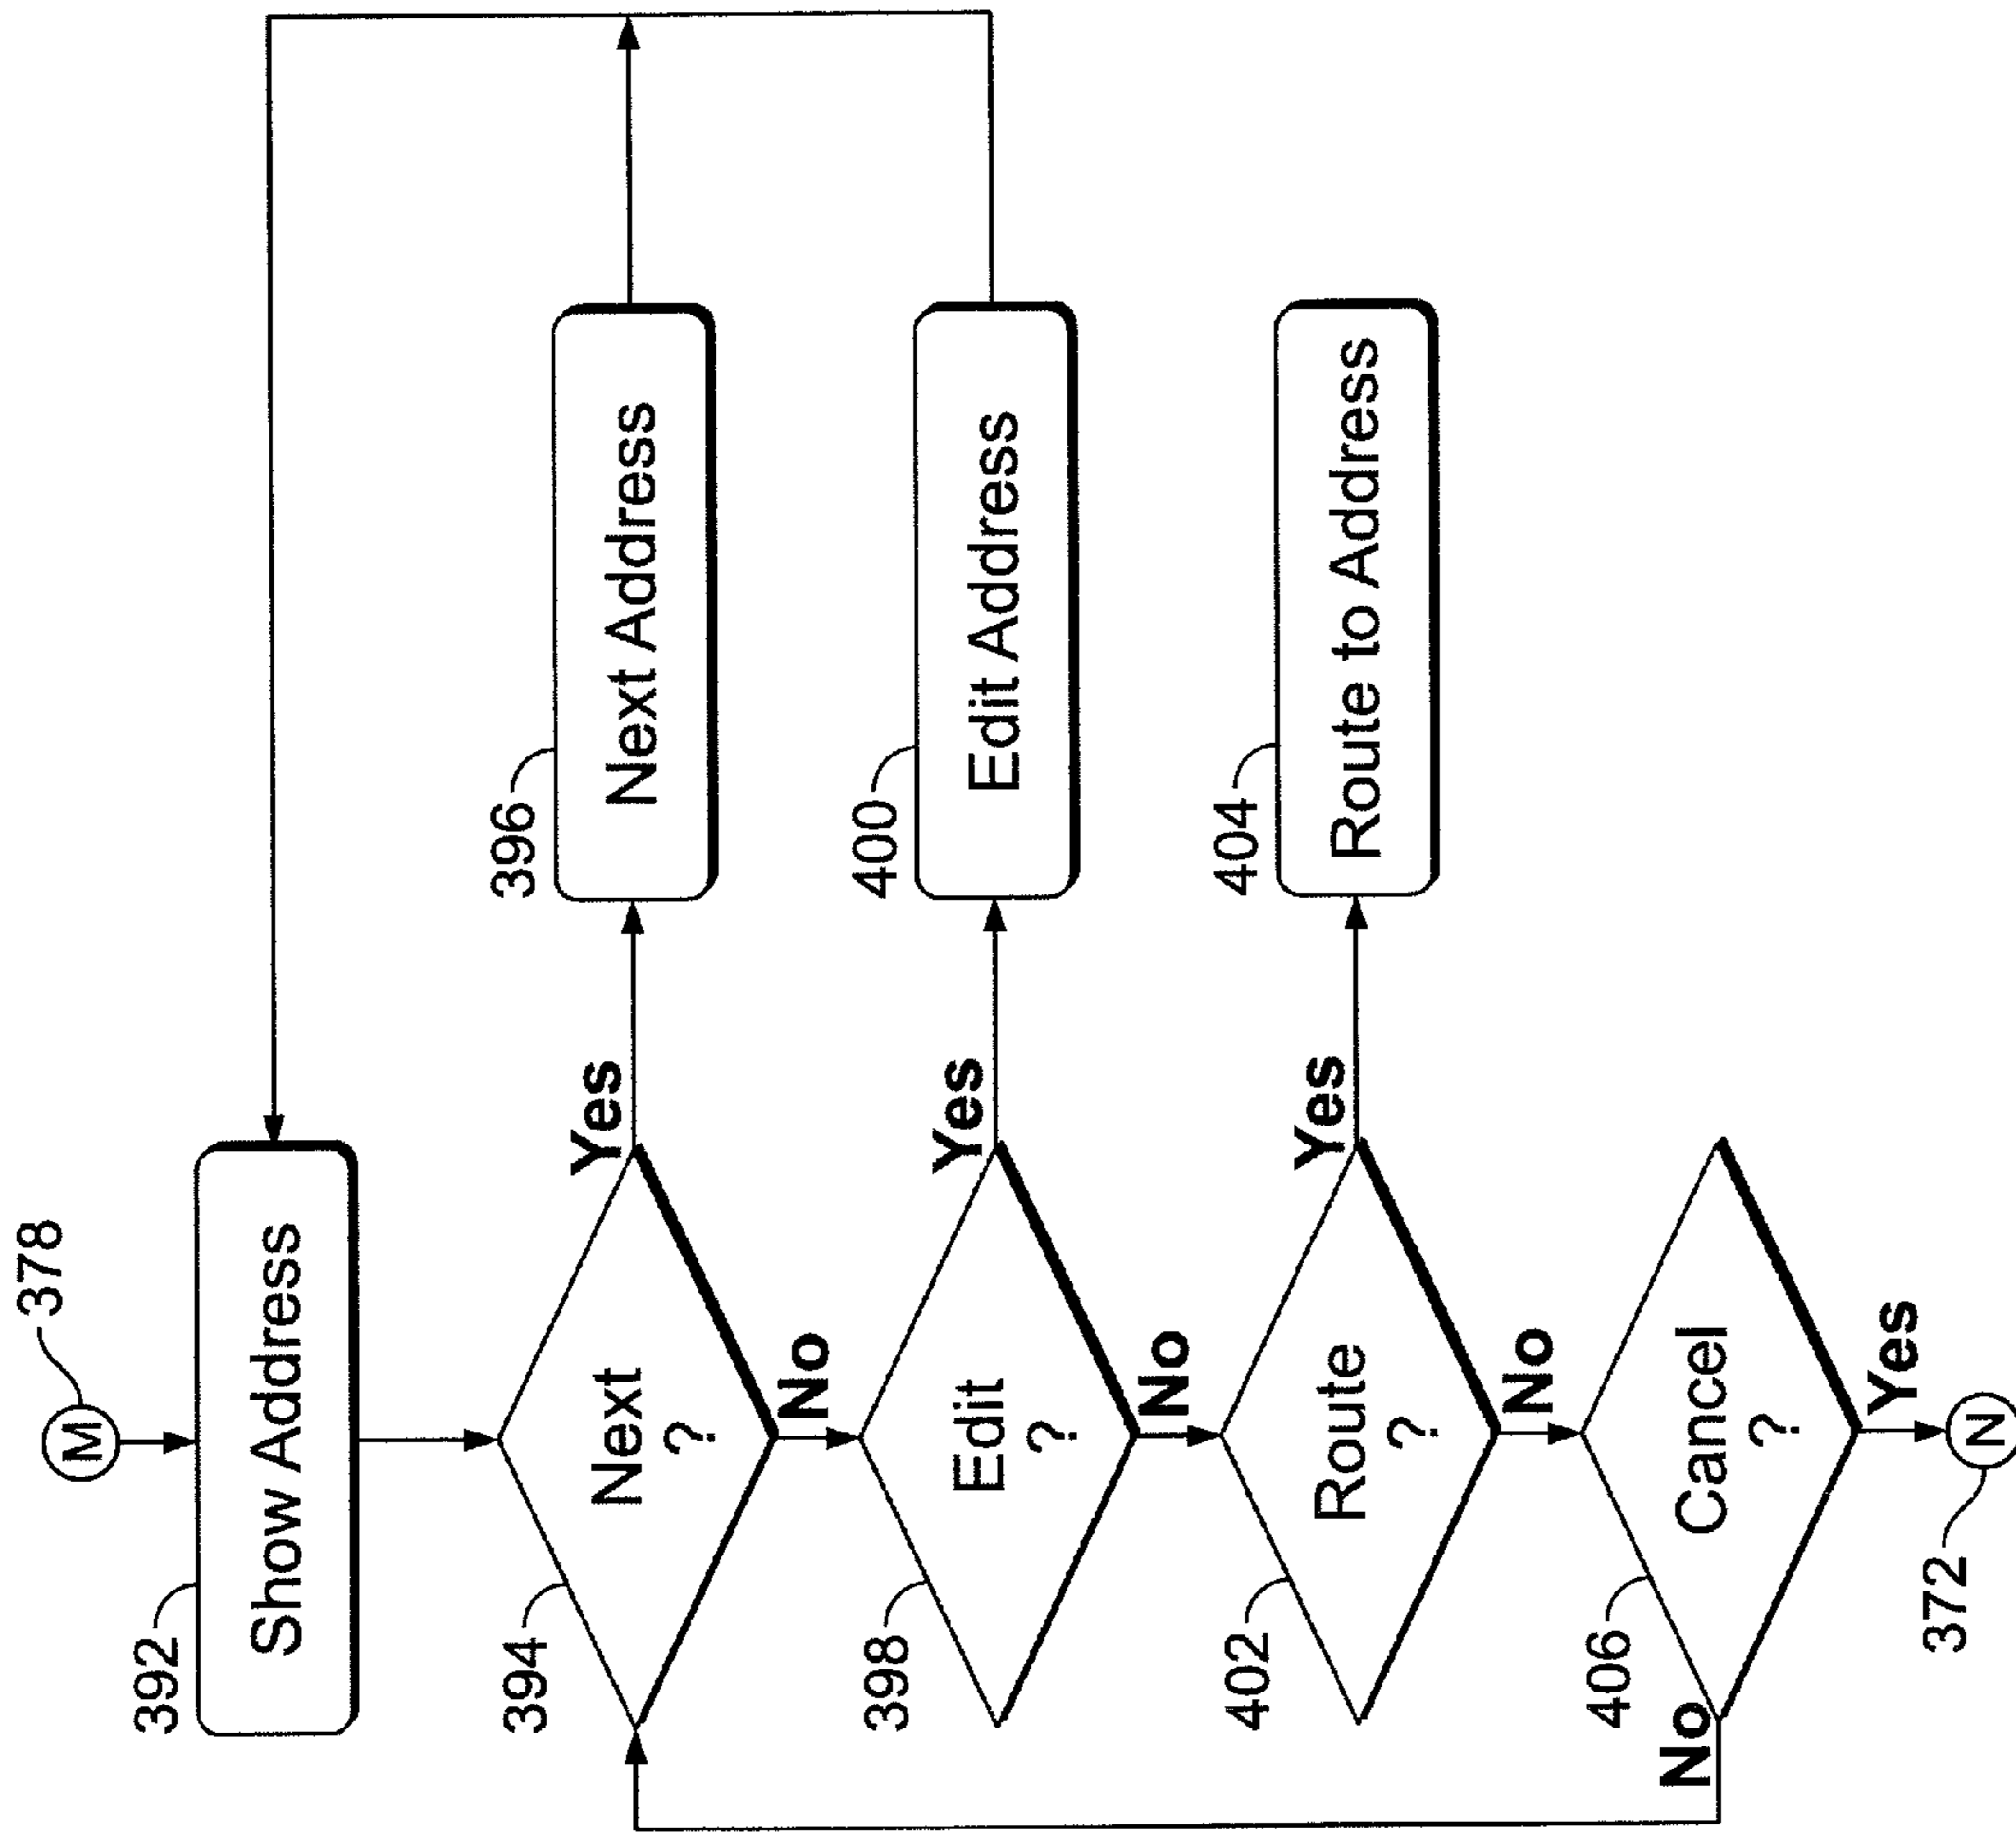 378
M
392
Show Address
394
Next
?
Yes
396
Next Address
No
398
Edit
?
Yes
400
Edit Address
No
402
Route
?
Yes
404
Route to Address
No
406
Cancel
?
No
Yes
372
N